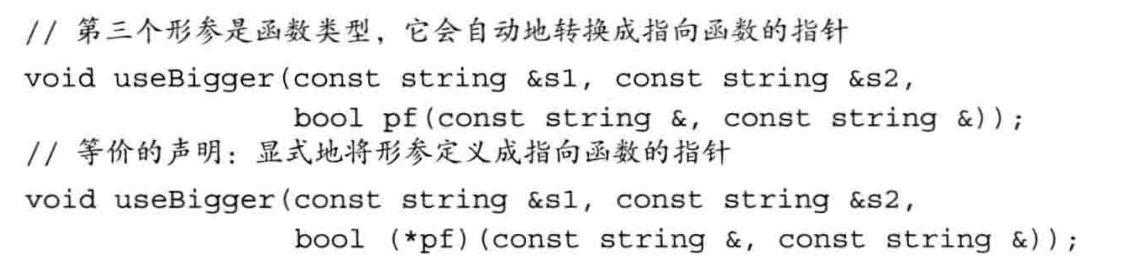 // 第三个形参是函数类型，它会自动地转换成指向函数的指针
void useBigger(const string &s1, const string &s2,
bool pf(const string &, const string &));
// 等价的声明：显式地将形参定义成指向函数的指针
void useBigger(const string &s1, const string &s2,
bool (*pf)(const string &, const string &));